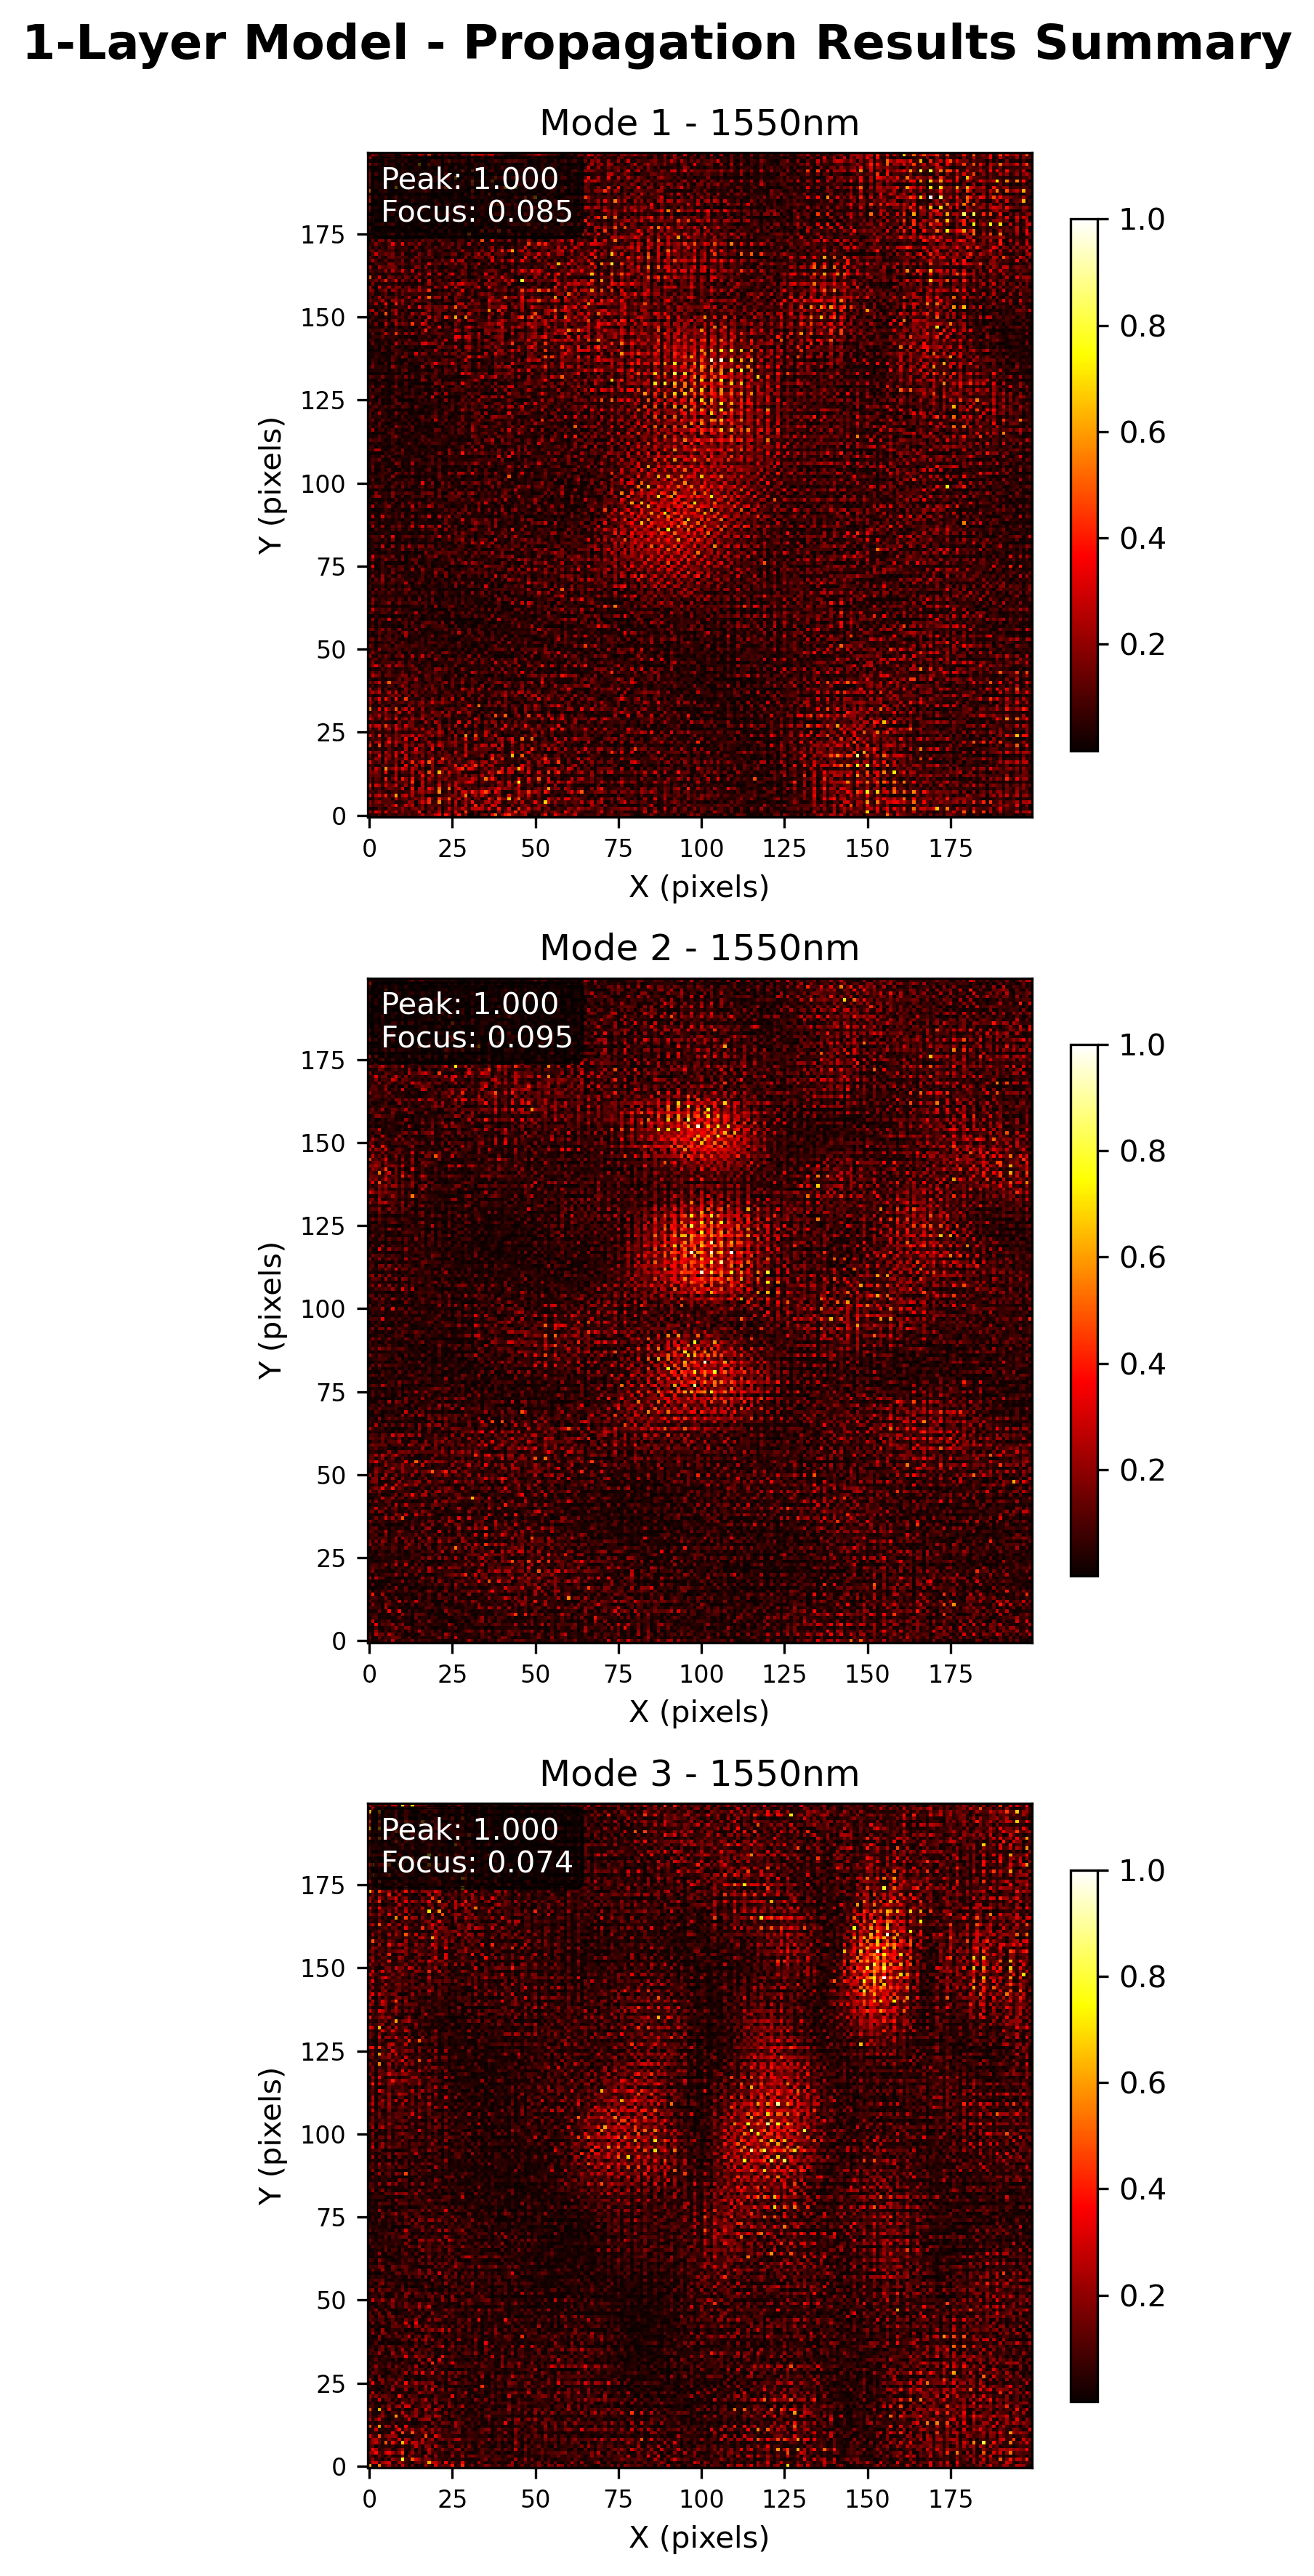 1-Layer Model - Propagation Results Summary
Mode 1 - 1550nm
Peak: 1.000
Focus: 0.085
175
150
125
100
75
50
25
0
Y (pixels)
0 25 50 75 100 125 150 175
X (pixels)
1.0
0.8
0.6
0.4
0.2
Mode 2 - 1550nm
Peak: 1.000
Focus: 0.095
175
150
125
100
75
50
25
0
Y (pixels)
0 25 50 75 100 125 150 175
X (pixels)
1.0
0.8
0.6
0.4
0.2
Mode 3 - 1550nm
Peak: 1.000
Focus: 0.074
175
150
125
100
75
50
25
0
Y (pixels)
0 25 50 75 100 125 150 175
X (pixels)
1.0
0.8
0.6
0.4
0.2